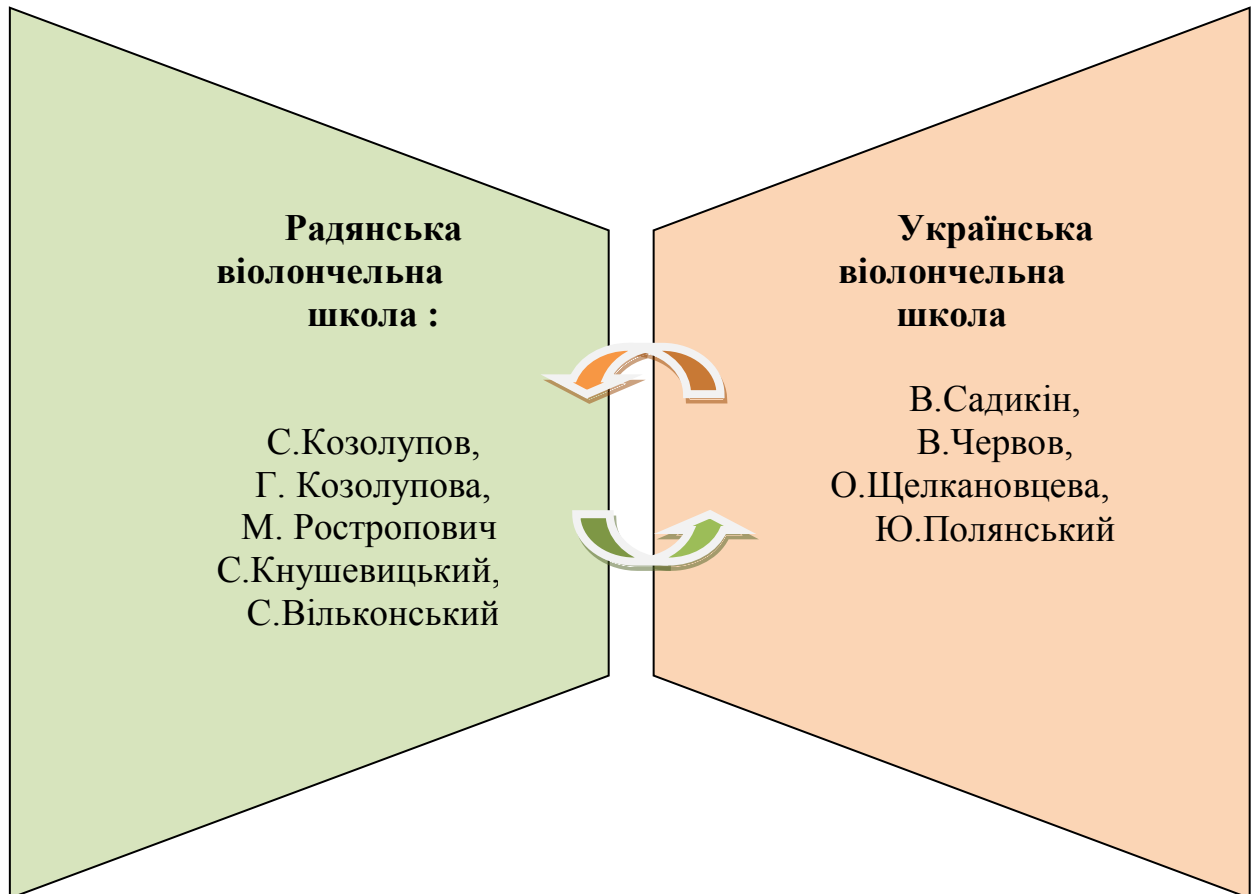 Радянська
віолончельна
школа :
С.Козолупов,
Г. Козолупова,
М. Ростропович
С.Кнушевицький,
С.Вільконський
Українська
віолончельна
школа
В.Садикін,
В.Червов,
О.Щелкановцева,
Ю.Полянський